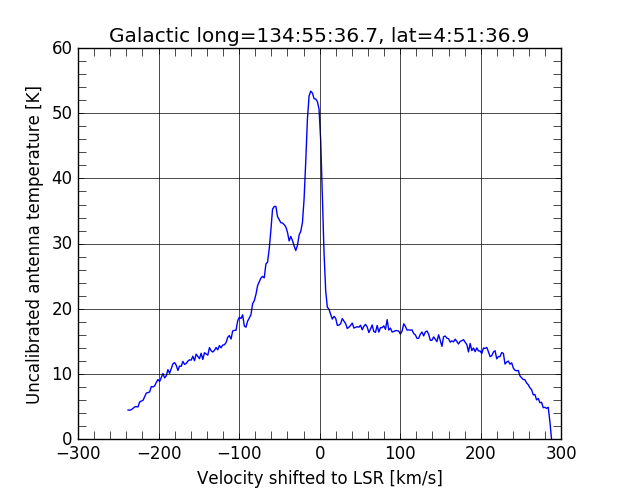 Galactic long=134:55:36.7, lat=4:51:36.9
Uncalibrated antenna temperature [K]
60
50
40
30
20
10
0
−300 −200 −100 0 100 200 300
Velocity shifted to LSR [km/s]